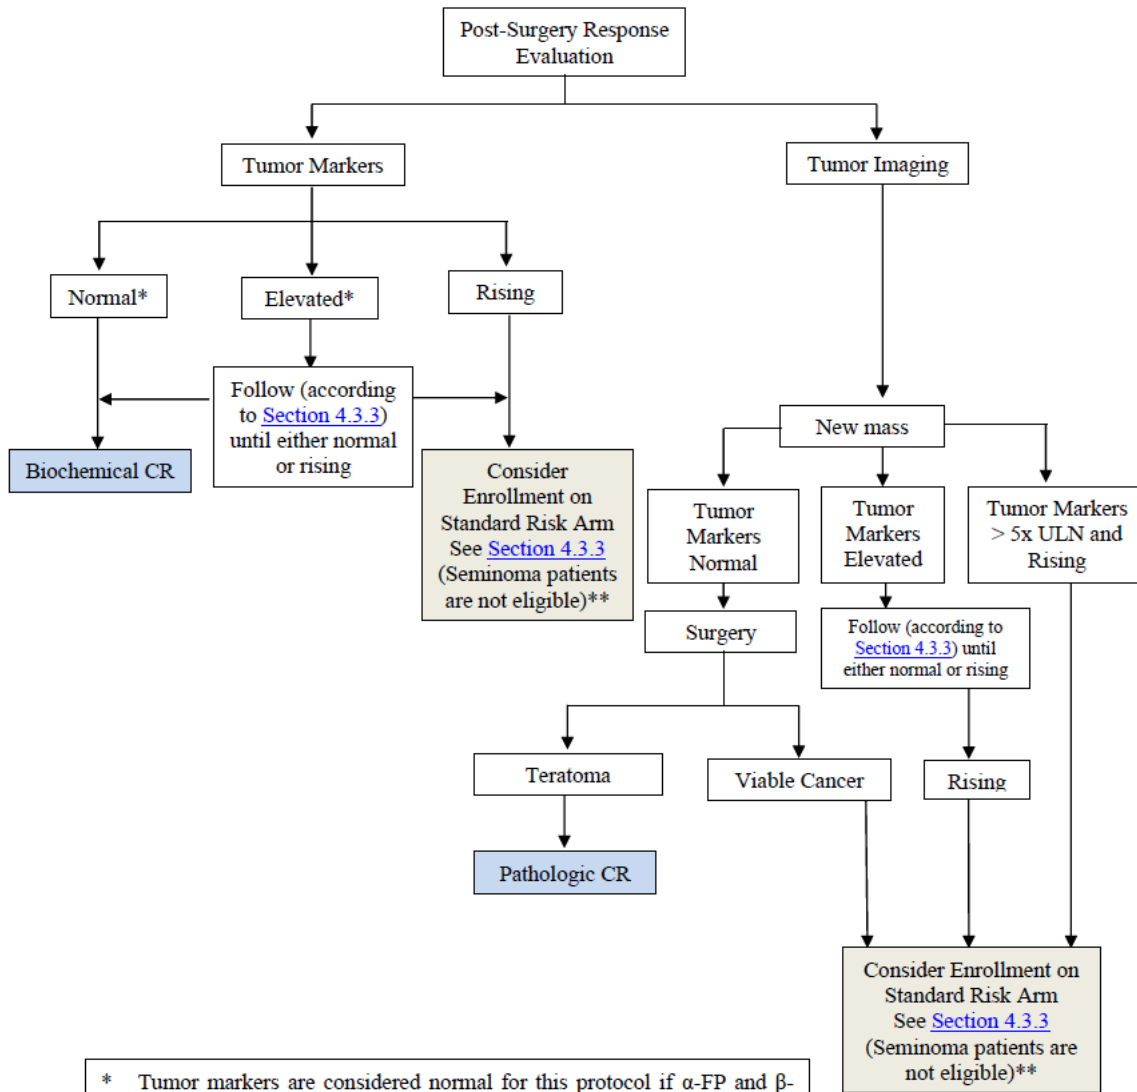 Post-Surgery Response
Evaluation
Tumor Markers
Tumor Imaging
Normal*
Elevated*
Rising
Follow (according
to Section 4.3.3)
until either normal
or rising
Biochemical CR
Consider
Enrollment on
Standard Risk Arm
See Section 4.3.3
(Seminoma patients
are not eligible)**
New mass
Tumor
Markers
Normal
Tumor
Markers
Elevated
Tumor Markers
> 5x ULN and
Rising
Surgery
Follow (according to
Section 4.3.3) until
either normal or rising
Teratoma
Viable Cancer
Rising
Pathologic CR
Consider Enrollment on
Standard Risk Arm
See Section 4.3.3
(Seminoma patients are
not eligible)**
* Tumor markers are considered normal for this protocol if α-FP and β-